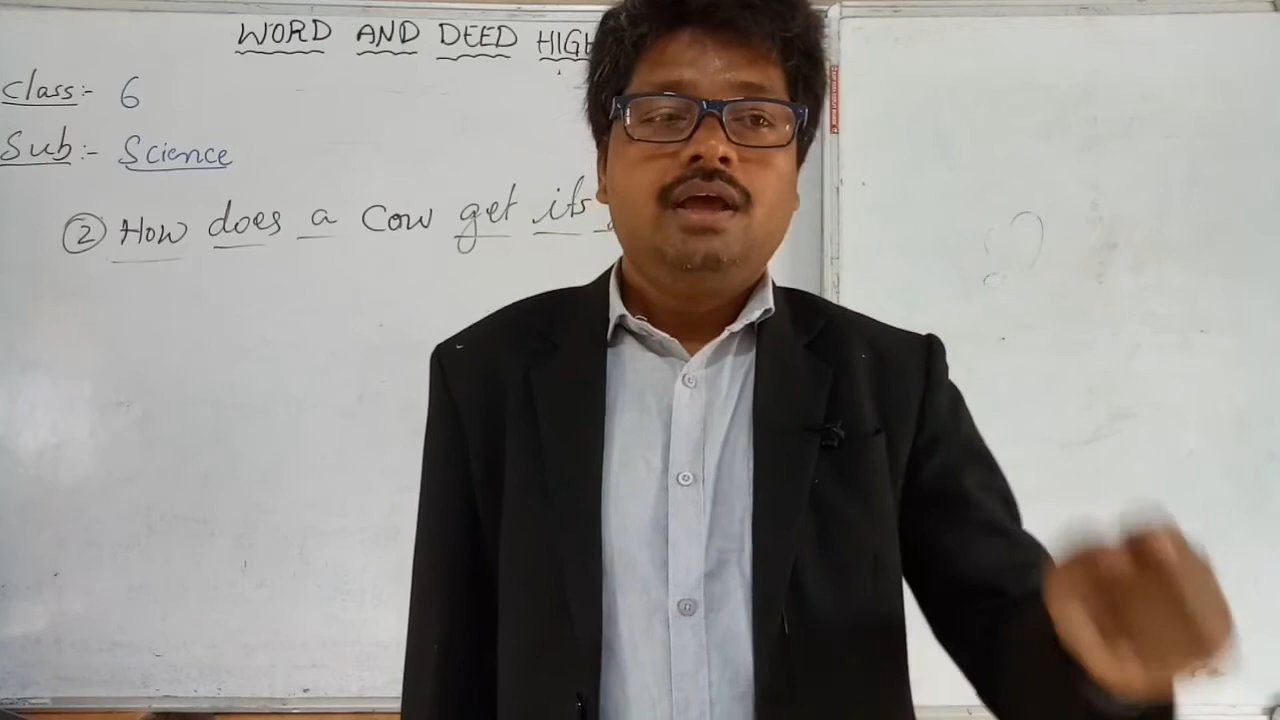 WORD AND DEED HIGH
Class:- 6
Sub:- Science
② How does a Cow get its